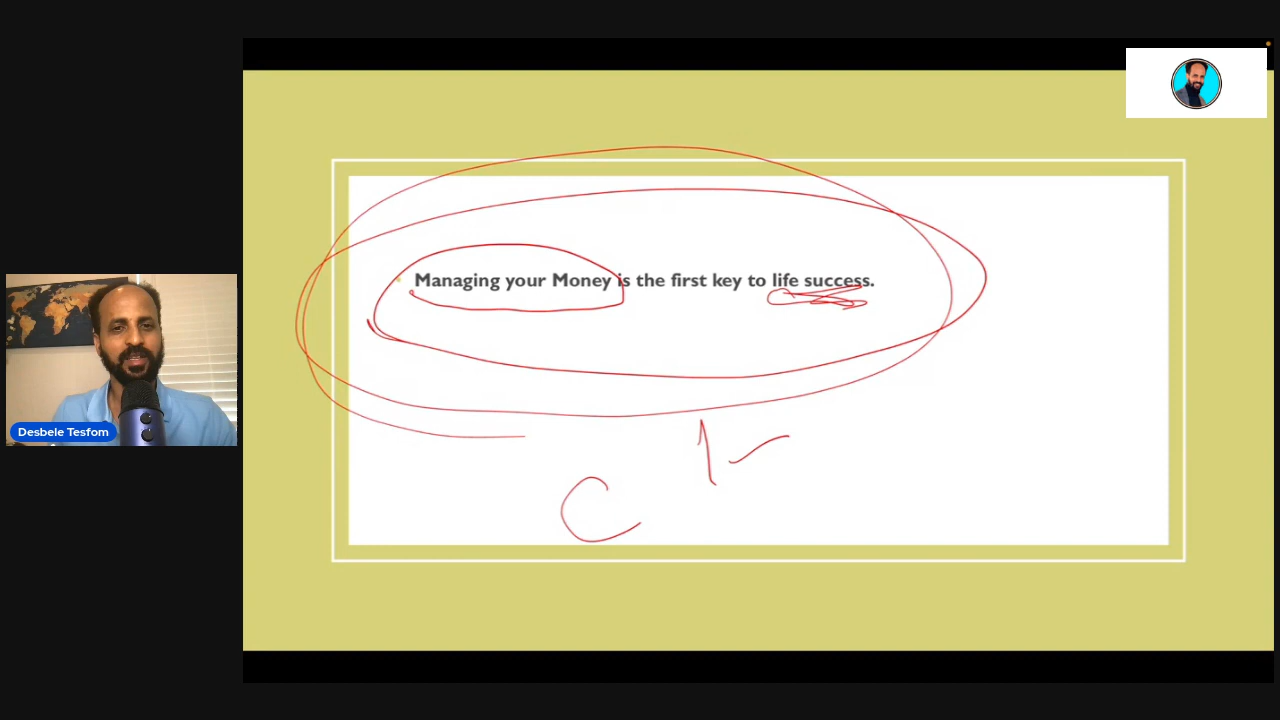 Managing your Money is the first key to life success.
Desbele Tesfom